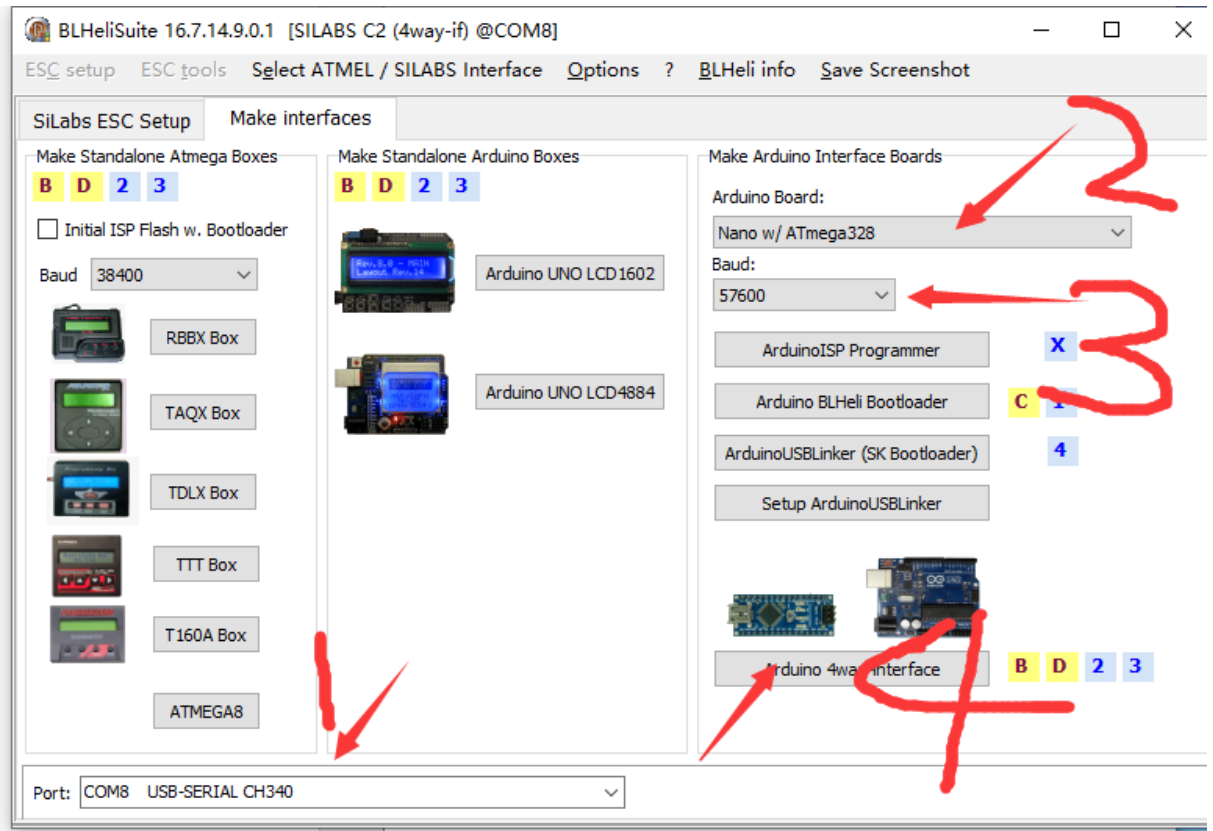 BLHeliSuite 16.7.14.9.0.1 [SILABS C2 (4way-if) @COM8]
ESC setup ESC tools Select ATMEL / SILABS Interface Options ? BLHeli info Save Screenshot
SiLabs ESC Setup Make interfaces
Make Standalone Atmega Boxes
B D 2 3
Initial ISP Flash w. Bootloader
Baud 38400
RBBX Box
TAQX Box
TDLX Box
TTT Box
T160A Box
ATMEGA8
Make Standalone Arduino Boxes
B D 2 3
Arduino UNO LCD1602
Arduino UNO LCD4884
Make Arduino Interface Boards
Arduino Board:
Nano w/ ATmega328
2
Baud:
57600
3
ArduinoISP Programmer X
Arduino BLHeli Bootloader C 1
ArduinoUSBLinker (SK Bootloader) 4
Setup ArduinoUSBLinker
Arduino 4way-interface B D 2 3
4
1
Port: COM8 USB-SERIAL CH340